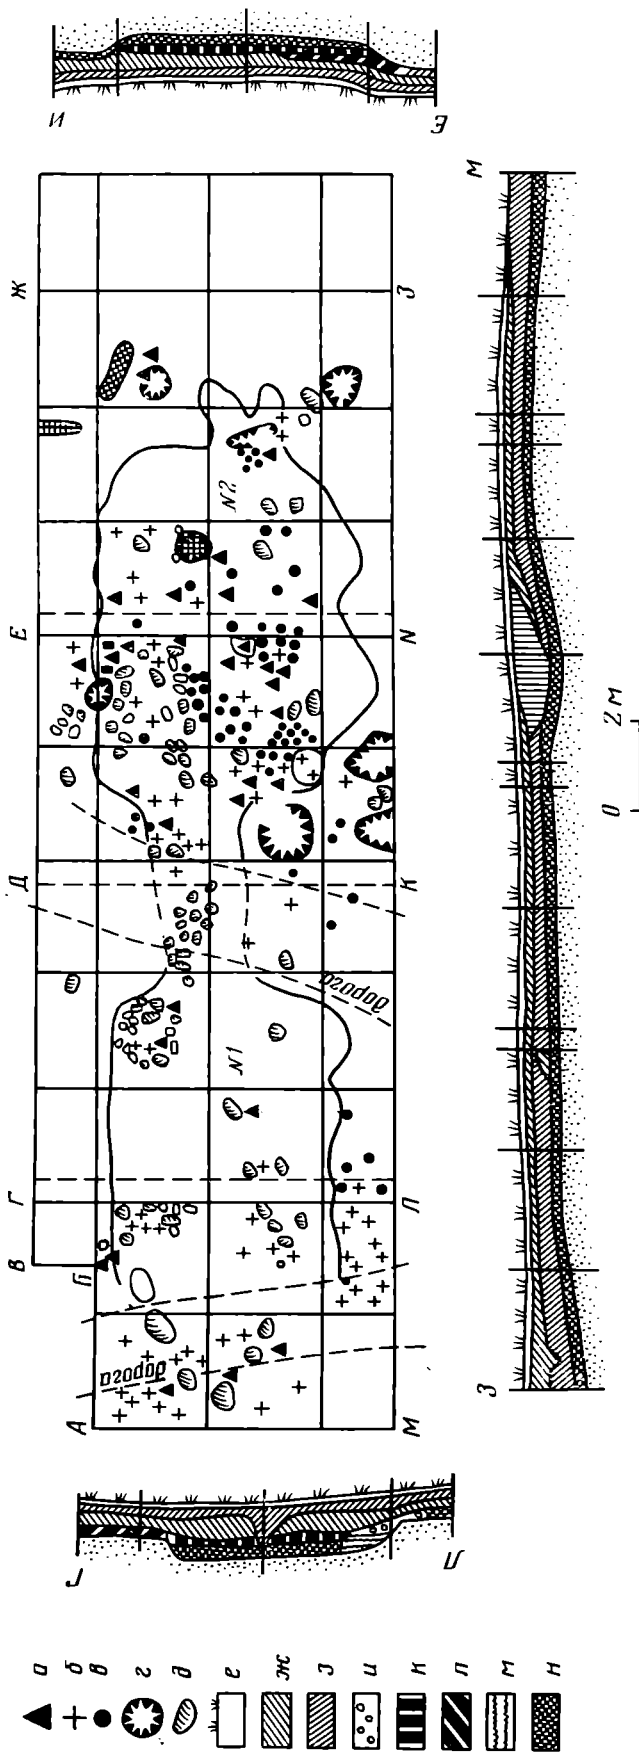 И
Е
Ж
З
Е
И
Д
К
Г
Л
В
Б
А
М
№2
№1
дорога
дорога
М
З
0 2 м
Г
Л
а
б
в
г
д
е
ж
з
и
к
л
м
н